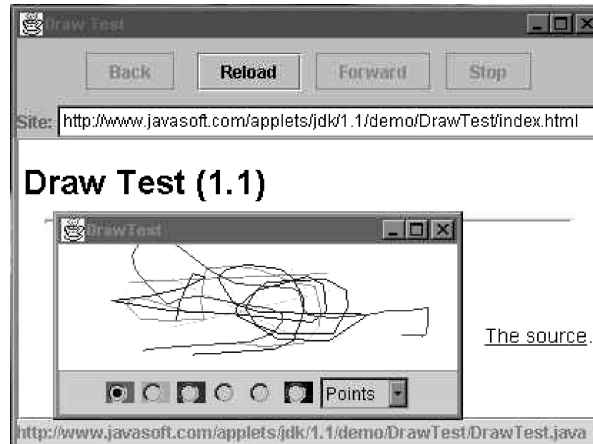 Draw Test
Back Reload Forward Stop
Site: http://www.javasoft.com/applets/jdk/1.1/demo/DrawTest/index.html
Draw Test (1.1)
DrawTest
The source.
Points
http://www.javasoft.com/applets/jdk/1.1/demo/DrawTest/DrawTest.java